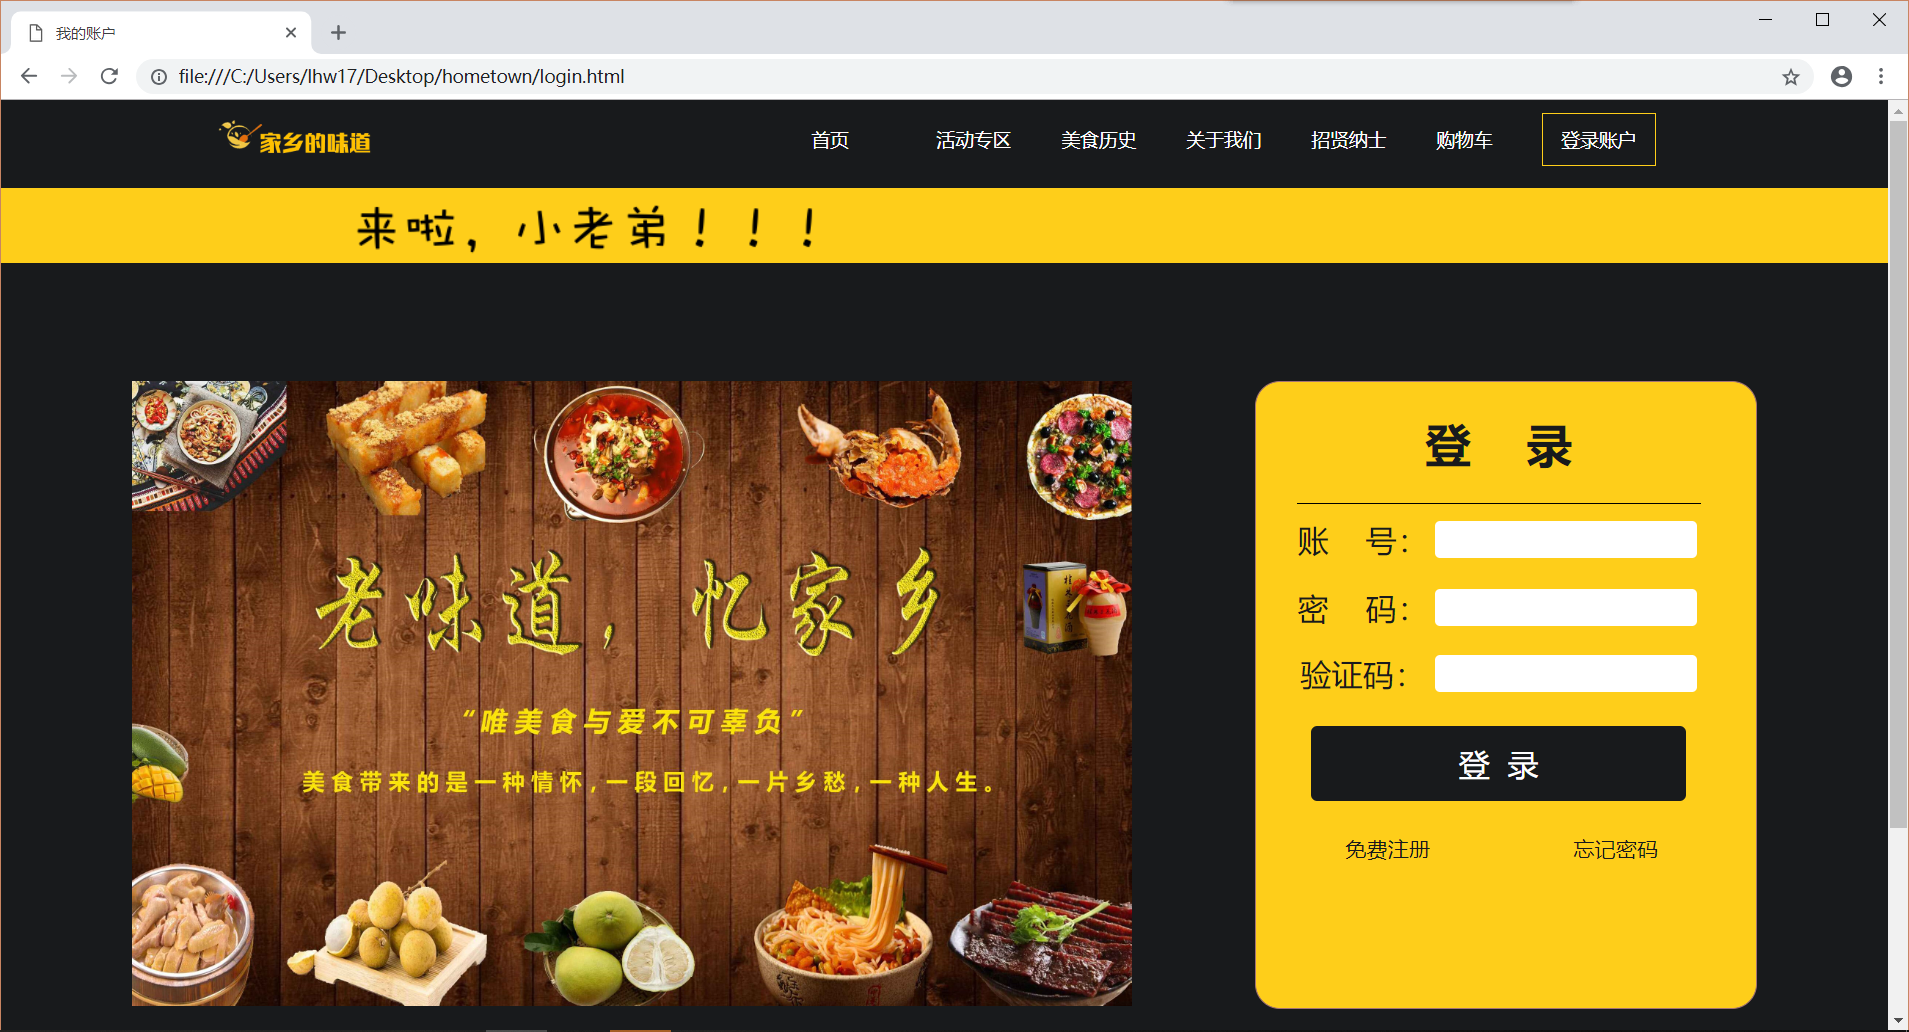 我的账户
file:///C:/Users/lhw17/Desktop/hometown/login.html
家乡的味道
首页 活动专区 美食历史 关于我们 招贤纳士 购物车 登录账户
来啦，小老弟！！！
老味道，忆家乡
“唯美食与爱不可辜负”
美食带来的是一种情怀，一段回忆，一片乡愁，一种人生。
登 录
账 号：
密 码：
验证码：
登 录
免费注册 忘记密码